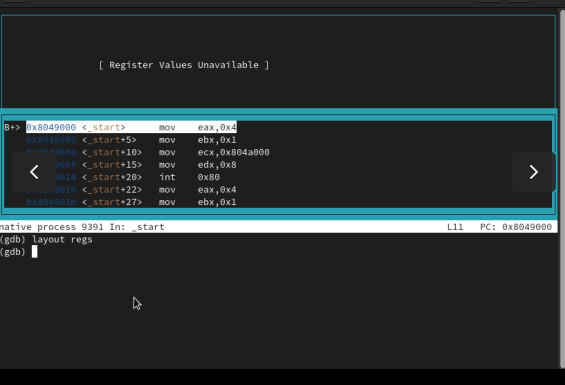 [ Register Values Unavailable ]
B+> 0x8049000 <_start> mov eax,0x4
0x8049005 <_start+5> mov ebx,0x1
<_start+10> mov ecx,0x804a000
<_start+15> mov edx,0x8
<_start+20> int 0x80
<_start+22> mov eax,0x4
0x804901b <_start+27> mov ebx,0x1
native process 9391 In: _start L11 PC: 0x8049000
(gdb) layout regs
(gdb)